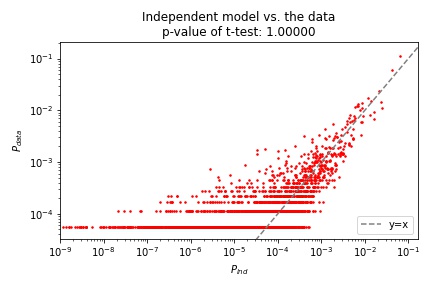 Independent model vs. the data
p-value of t-test: 1.00000
10⁻¹
10⁻²
10⁻³
10⁻⁴
P_data
10⁻⁹ 10⁻⁸ 10⁻⁷ 10⁻⁶ 10⁻⁵ 10⁻⁴ 10⁻³ 10⁻² 10⁻¹
P_ind
y=x